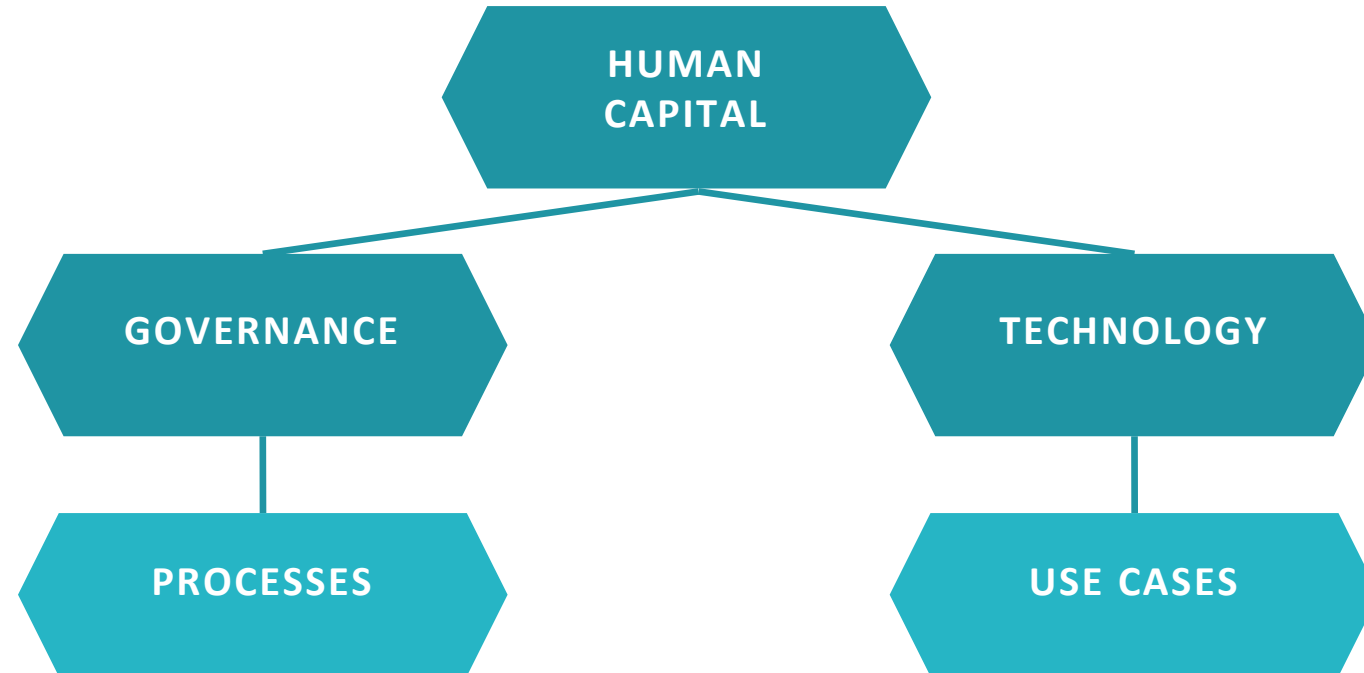 HUMAN
CAPITAL
GOVERNANCE
TECHNOLOGY
PROCESSES
USE CASES